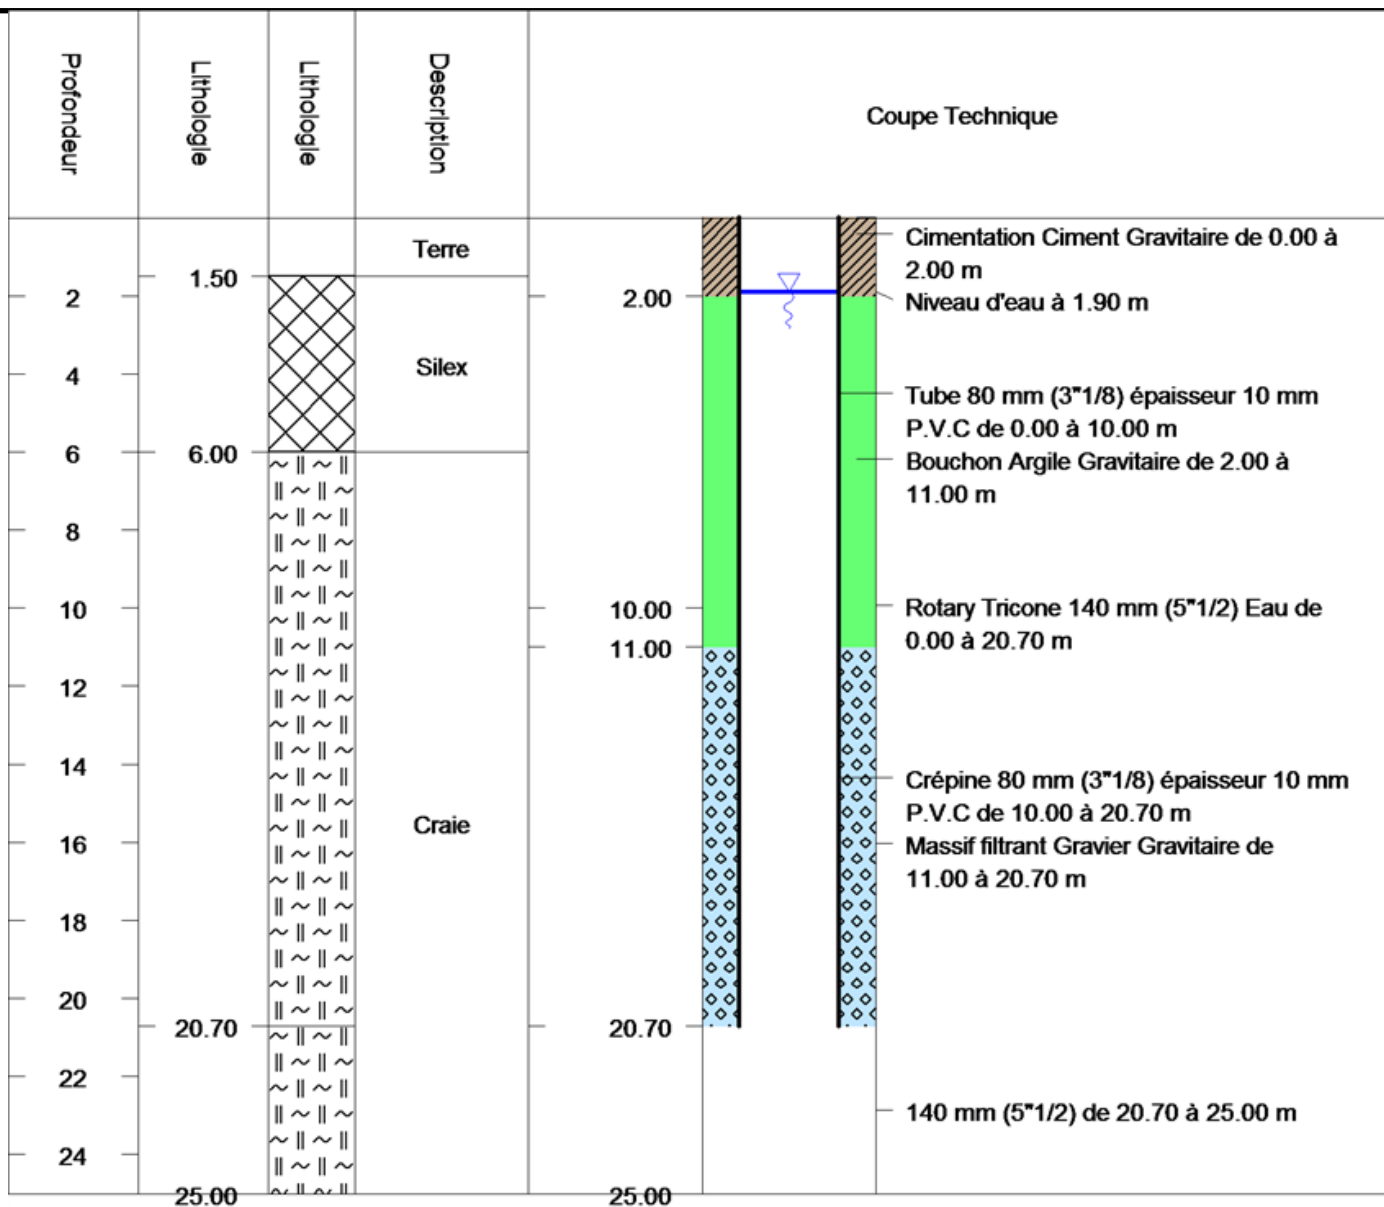 Profondeur
Lithologie
Lithologie
Description
Coupe Technique
Terre
Cimentation Ciment Gravitaire de 0.00 à
2.00 m
1.50
2
2.00
Niveau d'eau à 1.90 m
Silex
4
Tube 80 mm (3"1/8) épaisseur 10 mm
P.V.C de 0.00 à 10.00 m
6
6.00
Bouchon Argile Gravitaire de 2.00 à
11.00 m
8
10
10.00
Rotary Tricone 140 mm (5"1/2) Eau de
0.00 à 20.70 m
11.00
12
14
Crépine 80 mm (3"1/8) épaisseur 10 mm
P.V.C de 10.00 à 20.70 m
Craie
16
Massif filtrant Gravier Gravitaire de
11.00 à 20.70 m
18
20
20.70
20.70
22
140 mm (5"1/2) de 20.70 à 25.00 m
24
25.00
25.00